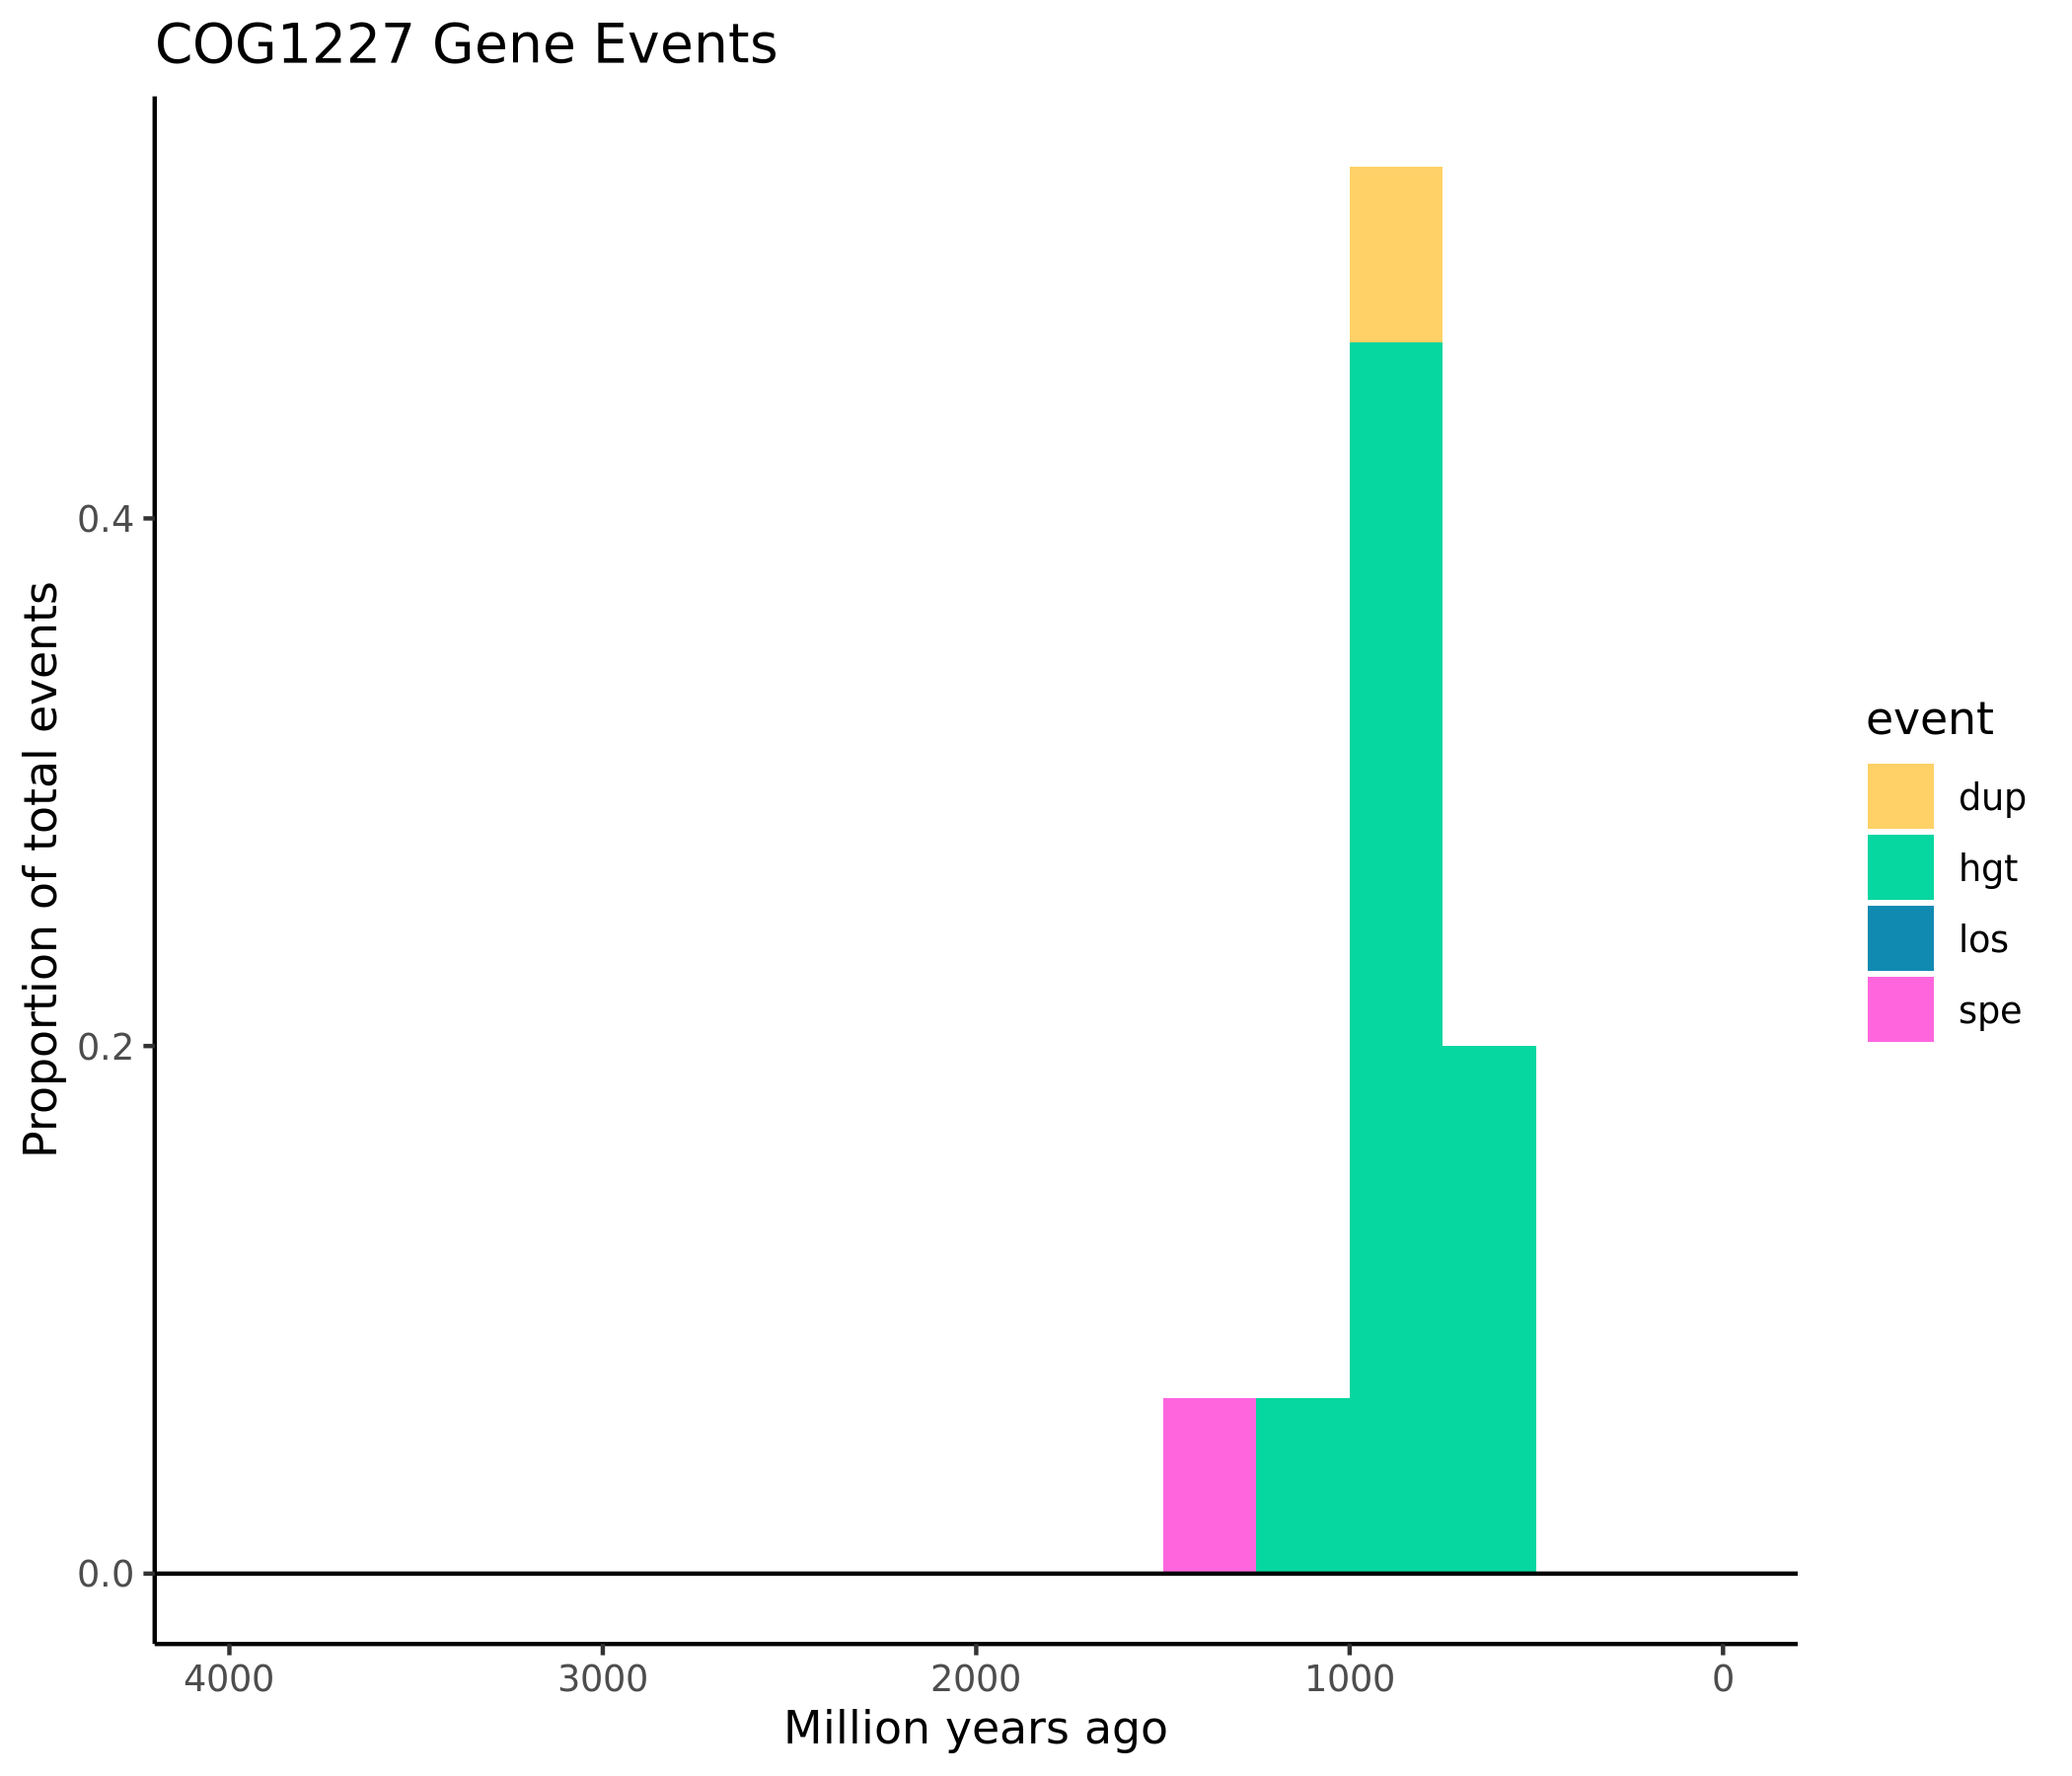 COG1227 Gene Events
Proportion of total events
0.4
0.2
0.0
4000
3000
2000
1000
0
Million years ago
event
dup
hgt
los
spe